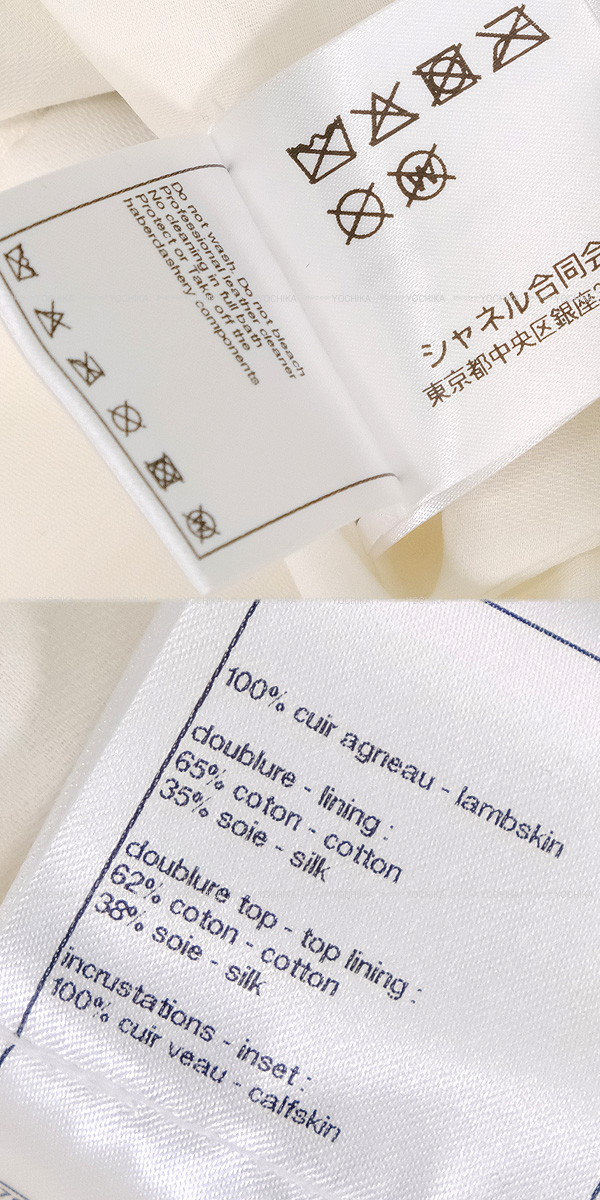 Do not wash, Do not bleach
Professional leather cleaner
No cleaning in full bath
Protect or Take off the
haberdashery components
シャネル合同会
東京都中央区銀座
YOCHIKA YOCHIKA YOCHIKA
100% cuir agneau - lambskin
doublure - lining :
65% coton - cotton
35% soie - silk
doublure top - top lining :
62% coton - cotton
38% soie - silk
incrustations - inset :
100% cuir veau - calfskin